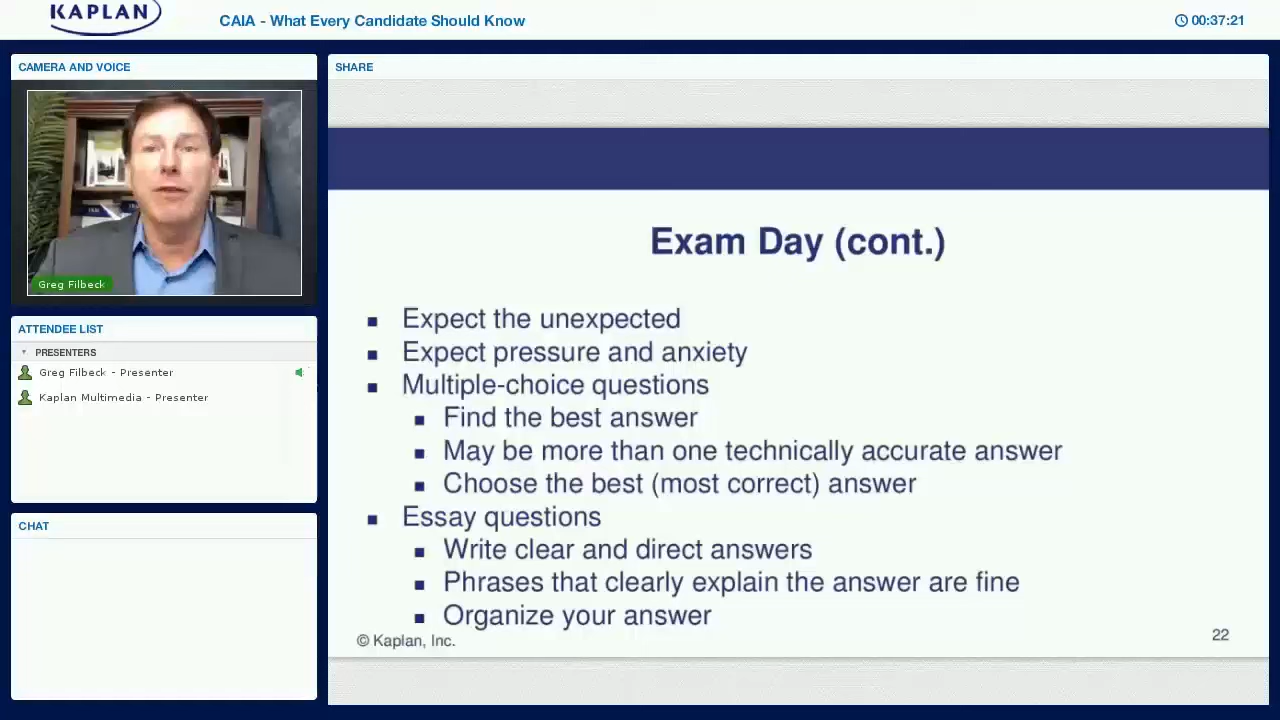 KAPLAN
CAIA - What Every Candidate Should Know
00:37:21
CAMERA AND VOICE
Greg Filbeck
ATTENDEE LIST
PRESENTERS
Greg Filbeck - Presenter
Kaplan Multimedia - Presenter
CHAT
SHARE
Exam Day (cont.)
Expect the unexpected
Expect pressure and anxiety
Multiple-choice questions
Find the best answer
May be more than one technically accurate answer
Choose the best (most correct) answer
Essay questions
Write clear and direct answers
Phrases that clearly explain the answer are fine
Organize your answer
© Kaplan, Inc.
22